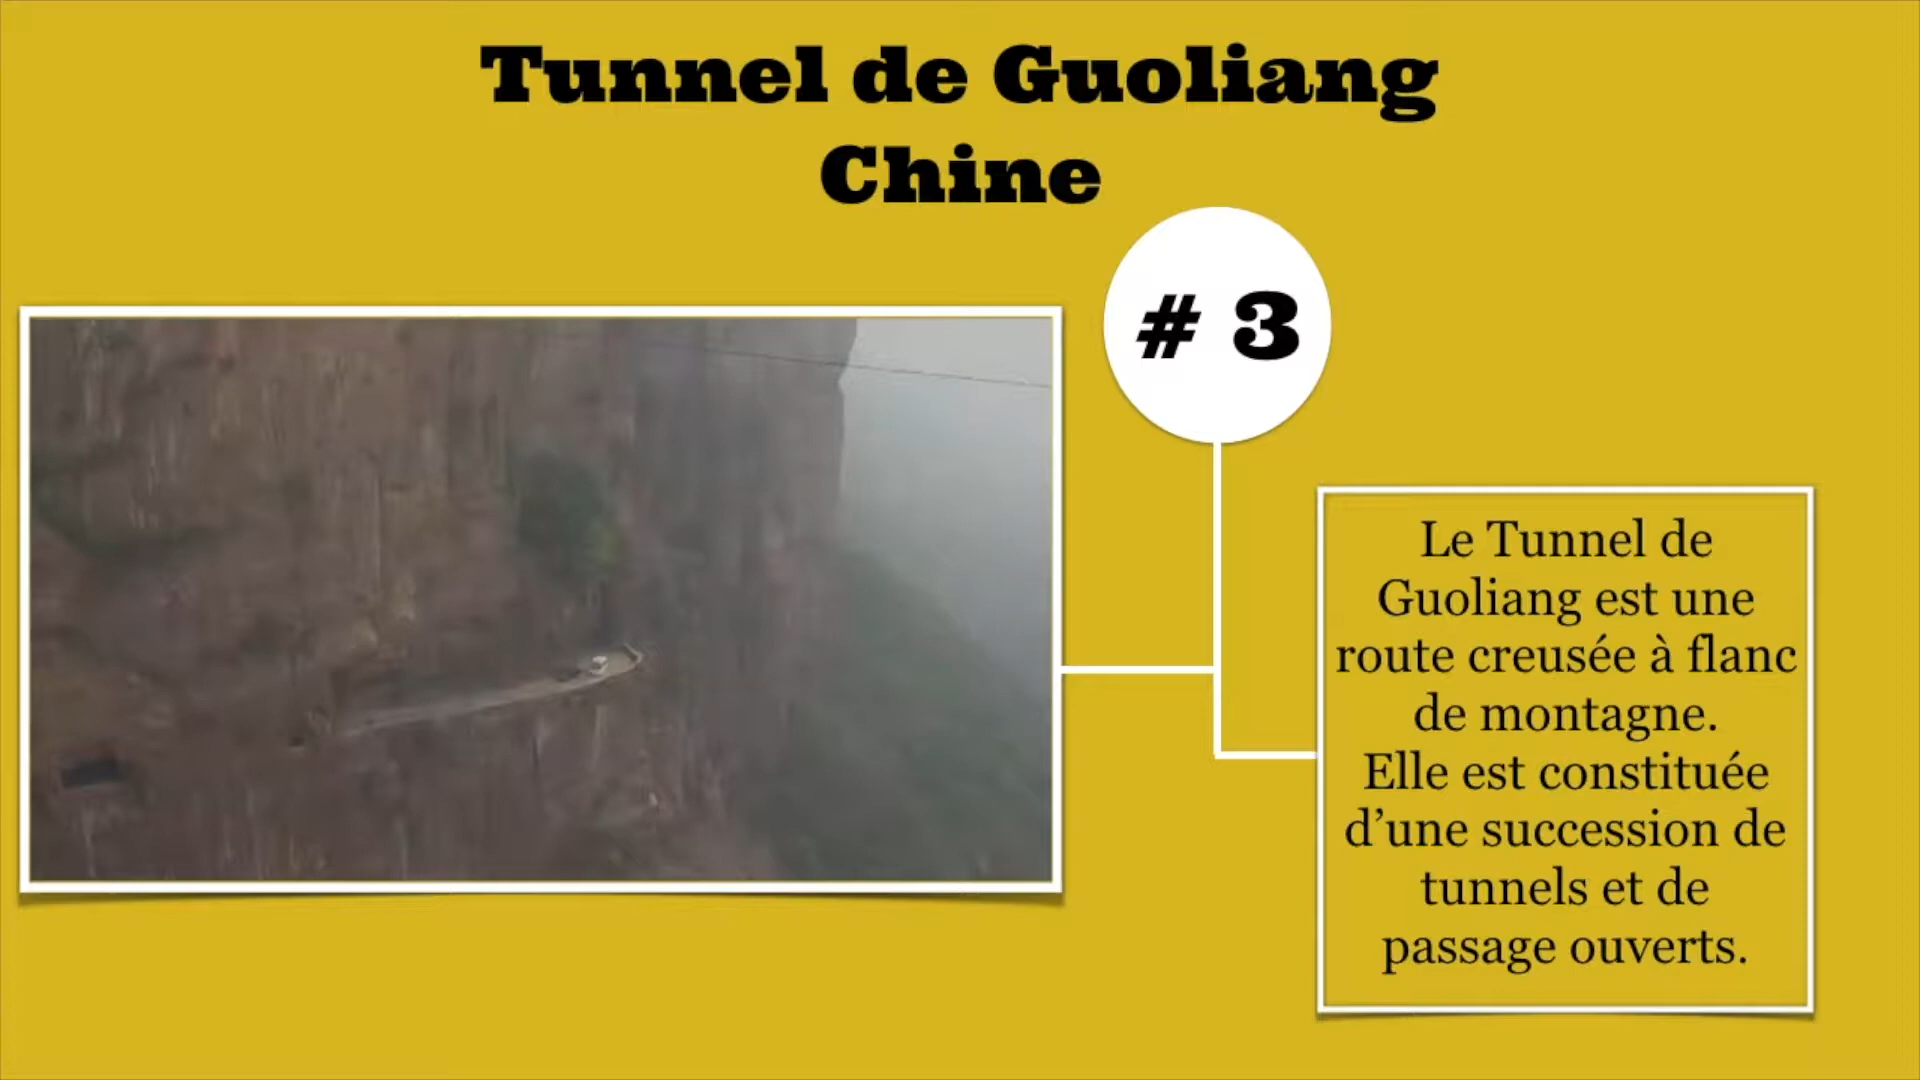 Tunnel de Guoliang
Chine
# 3
Le Tunnel de
Guoliang est une
route creusée à flanc
de montagne.
Elle est constituée
d’une succession de
tunnels et de
passage ouverts.